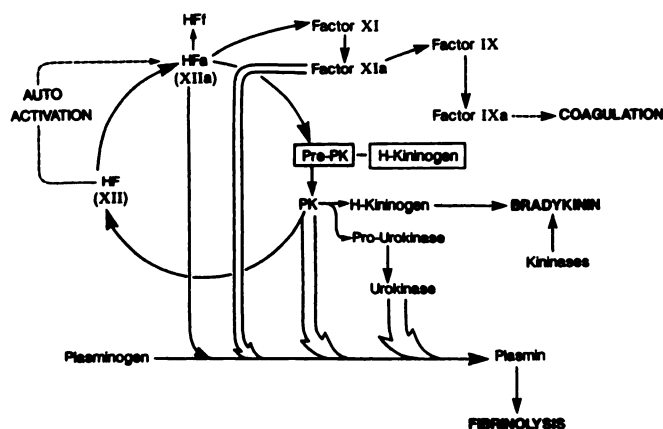 HFf
Factor XI
HFa
(XIIa)
Factor XIa
Factor IX
AUTO
ACTIVATION
Factor IXa
COAGULATION
Pre-PK
H-Kininogen
HF
(XII)
PK
H-Kininogen
BRADYKININ
Pro-Urokinase
Kininases
Urokinase
Plasminogen
Plasmin
FIBRINOLYSIS